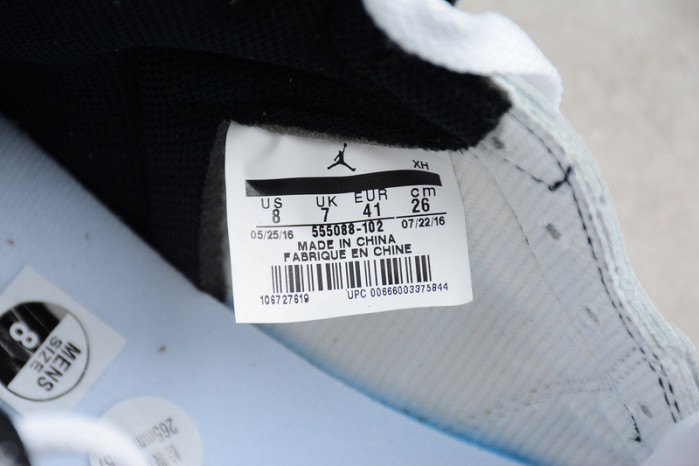 XH
US UK EUR cm
8 7 41 26
05/25/16 555088-102 07/22/16
MADE IN CHINA
FABRIQUE EN CHINE
106727619 UPC 00666003375844
8
MENS
SIZE
265mm